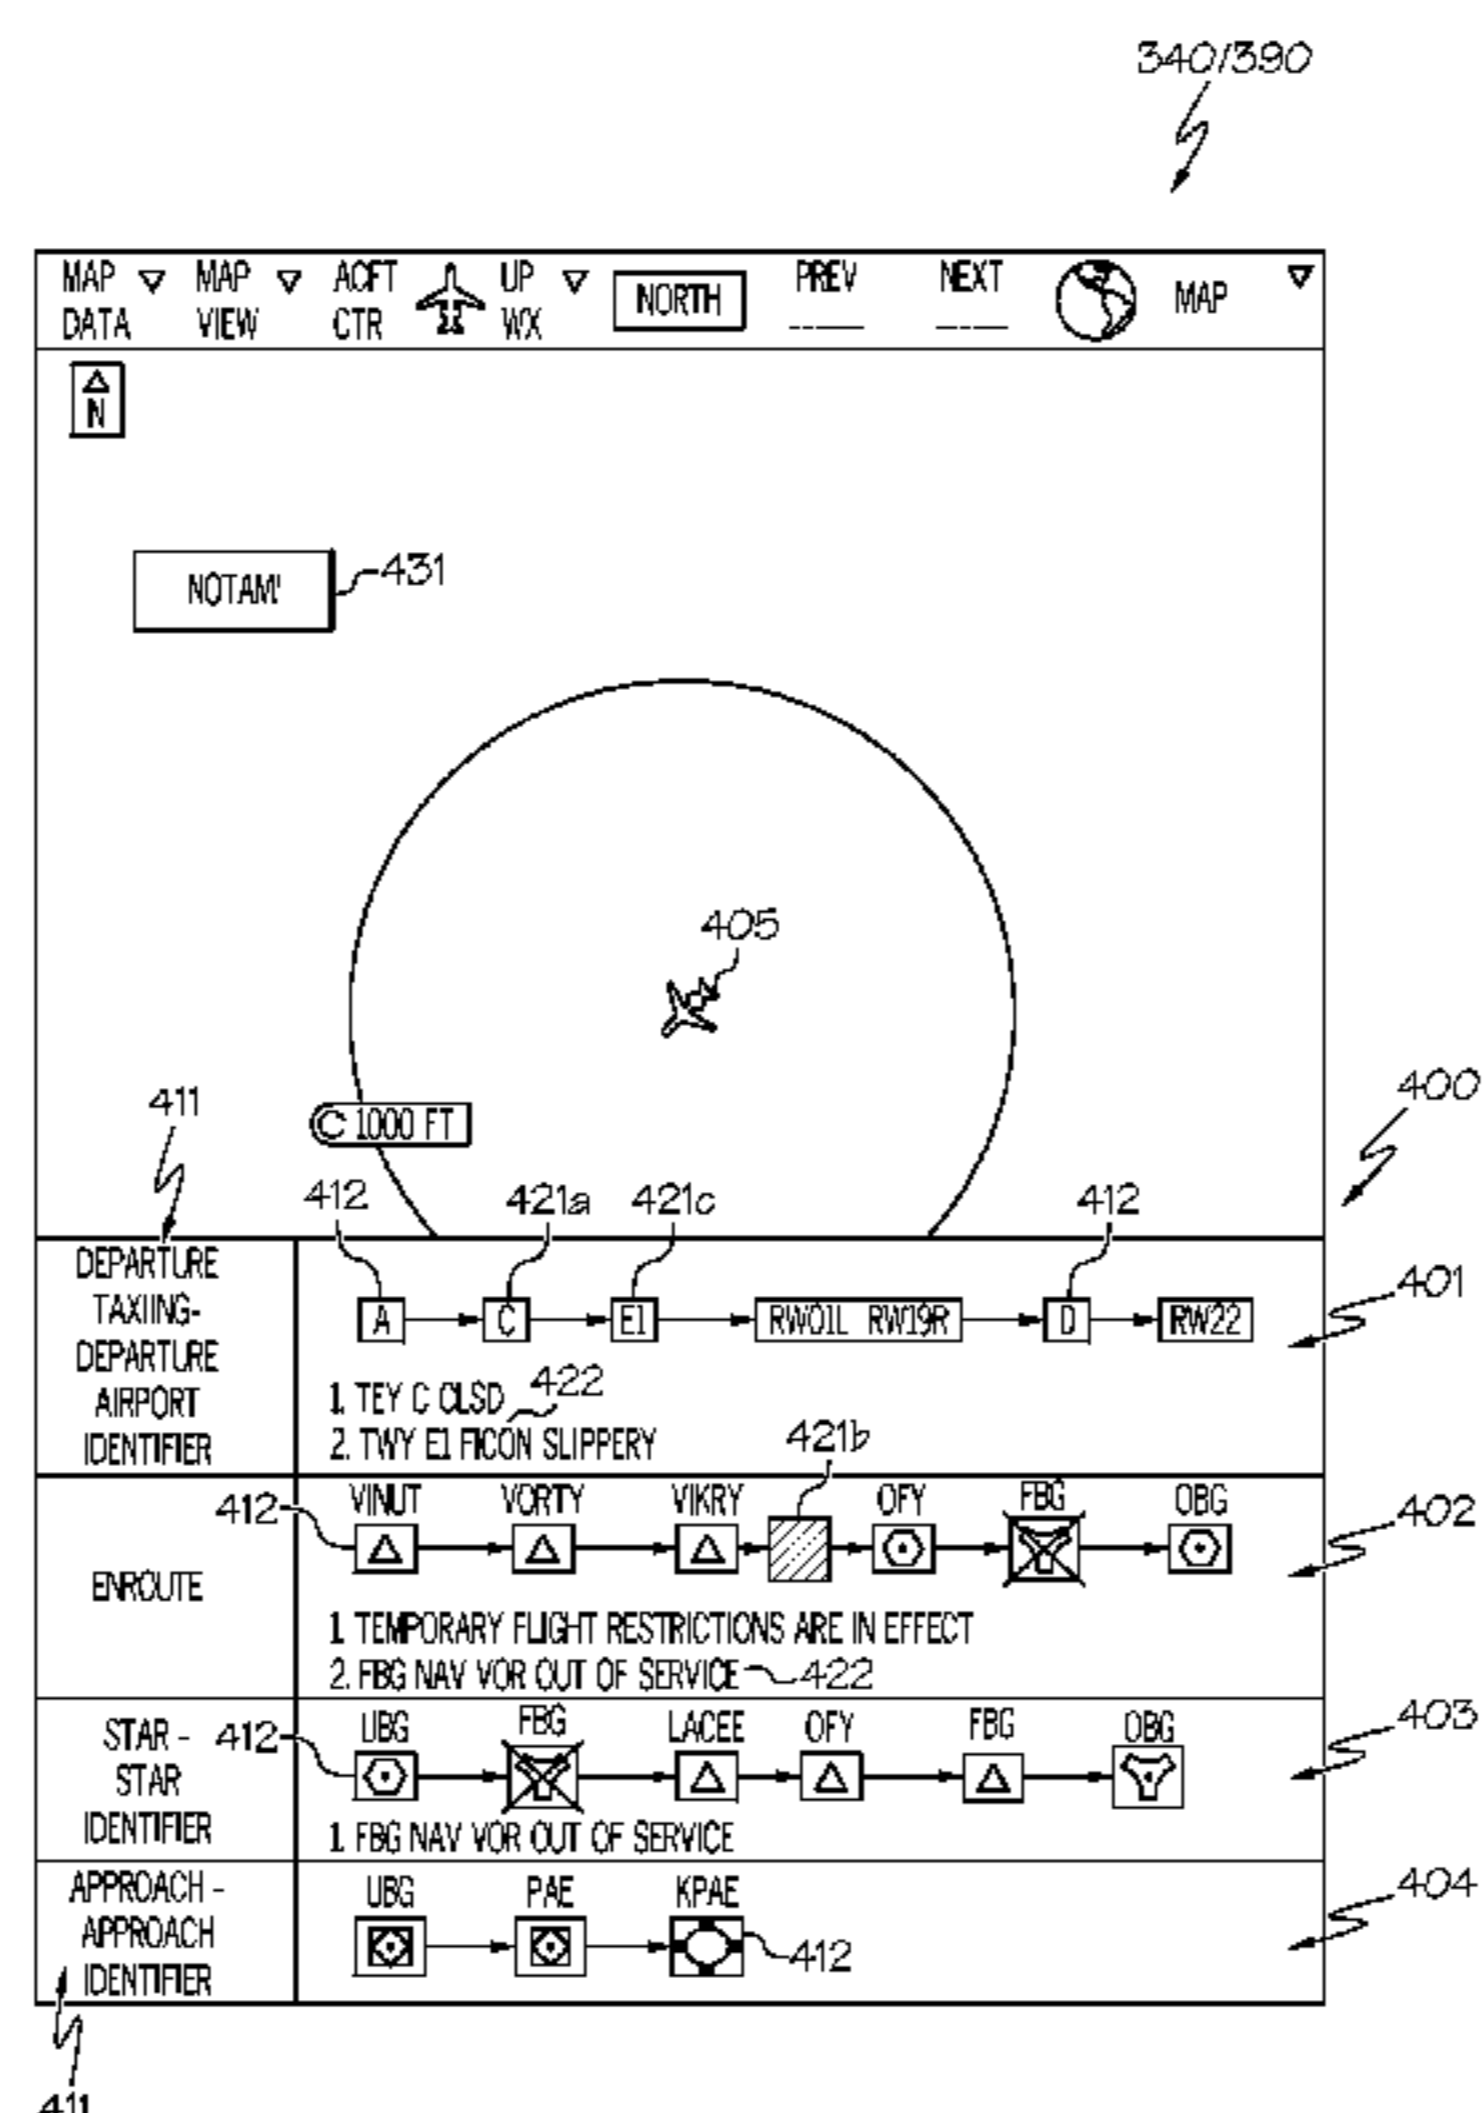 340/390
MAP DATA
MAP VIEW
ACFT CTR
UP WX
NORTH
PREV
-----
NEXT
-----
MAP
N
NOTAM'
431
405
C 1000 FT
411
400
412
421a
421c
412
DEPARTURE
TAXIING-
DEPARTURE
AIRPORT
IDENTIFIER
A
C
E1
RW01L RW19R
D
RW22
401
1. TEY C CLSD
422
2. TWY E1 FICON SLIPPERY
421b
ENROUTE
412
VINUT
VORTY
VIKRY
OFY
FBG
OBG
402
1. TEMPORARY FLIGHT RESTRICTIONS ARE IN EFFECT
2. FBG NAV VOR OUT OF SERVICE
422
STAR -
STAR
IDENTIFIER
412
UBG
FBG
LACEE
OFY
FBG
OBG
403
1. FBG NAV VOR OUT OF SERVICE
APPROACH -
APPROACH
IDENTIFIER
UBG
PAE
KPAE
412
404
411